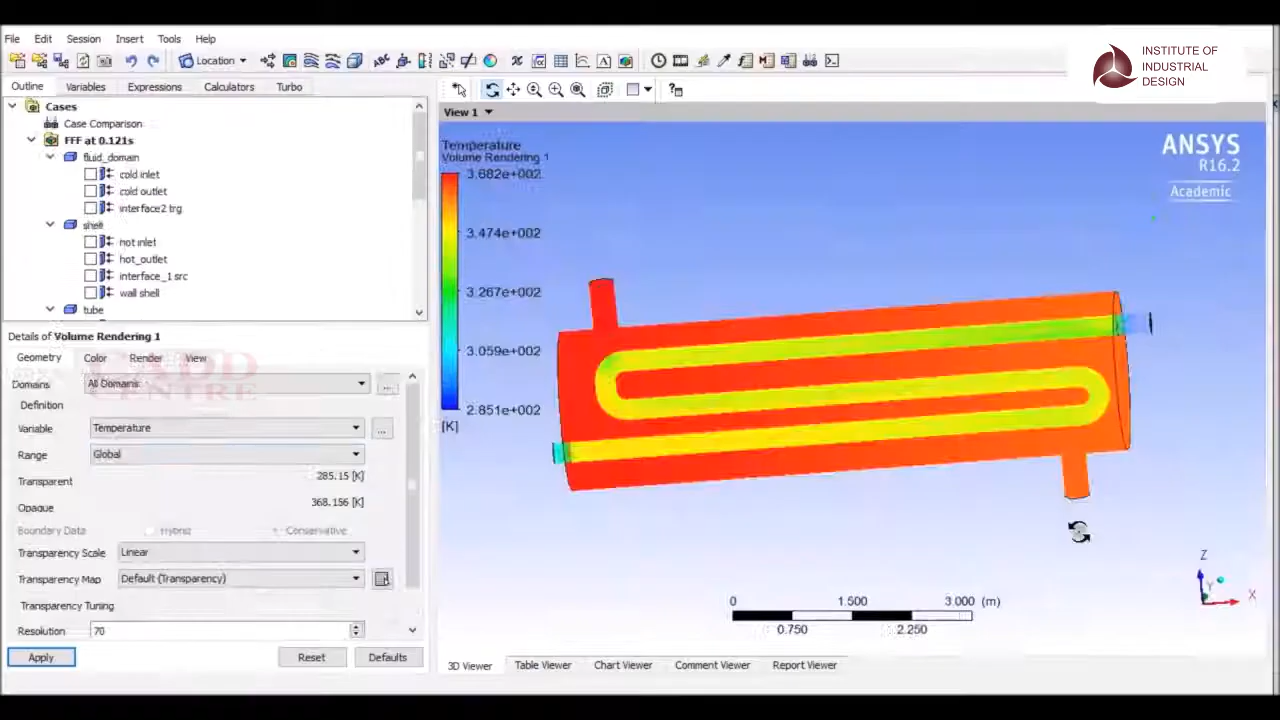 File Edit Session Insert Tools Help
INSTITUTE OF
INDUSTRIAL
DESIGN
Location
Outline Variables Expressions Calculators Turbo
Cases
Case Comparison
FFF at 0.121s
fluid_domain
cold inlet
cold outlet
interface2 trg
shell
hot inlet
hot_outlet
interface_1 src
wall shell
tube
Details of Volume Rendering 1
Geometry Color Render View
CADD
CENTRE
Domains All Domains
Definition
Variable Temperature
Range Global
Transparent 285.15 [K]
Opaque 368.156 [K]
Boundary Data Hybrid Conservative
Transparency Scale Linear
Transparency Map Default (Transparency)
Transparency Tuning
Resolution 70
Apply Reset Defaults
View 1
Temperature
Volume Rendering 1
3.682e+002
3.474e+002
3.267e+002
3.059e+002
2.851e+002
[K]
ANSYS
R16.2
Academic
0 1.500 3.000 (m)
0.750 2.250
Z
Y
X
3D Viewer Table Viewer Chart Viewer Comment Viewer Report Viewer